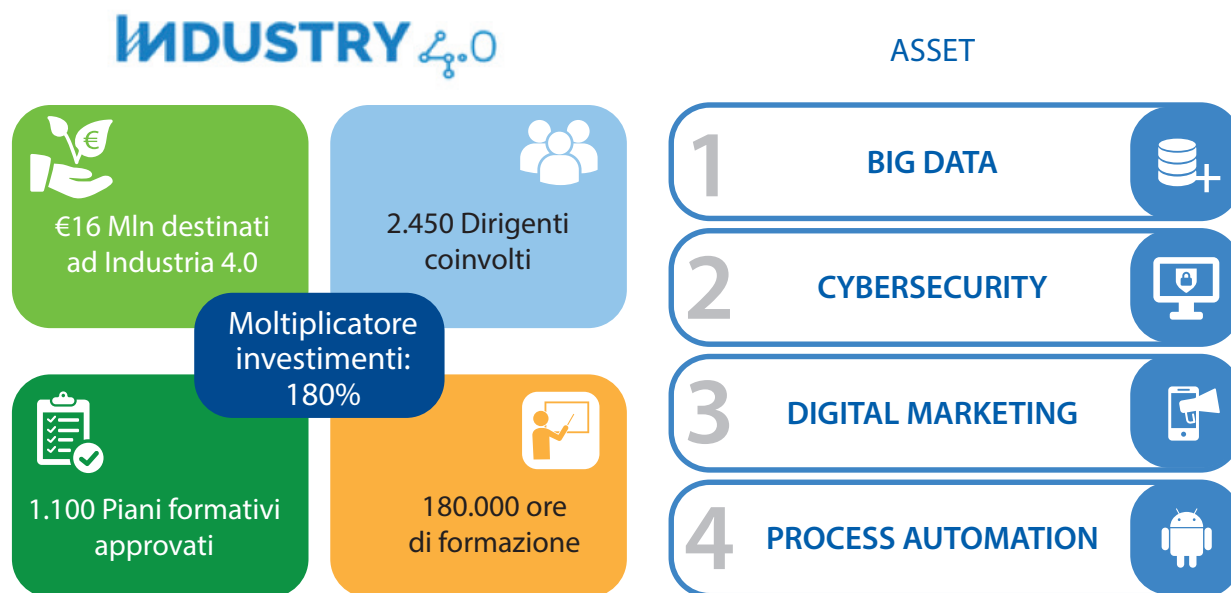 INDUSTRY 4.0
€
€16 Mln destinati
ad Industria 4.0
2.450 Dirigenti
coinvolti
Moltiplicatore
investimenti:
180%
1.100 Piani formativi
approvati
180.000 ore
di formazione
ASSET
1 BIG DATA
2 CYBERSECURITY
3 DIGITAL MARKETING
4 PROCESS AUTOMATION